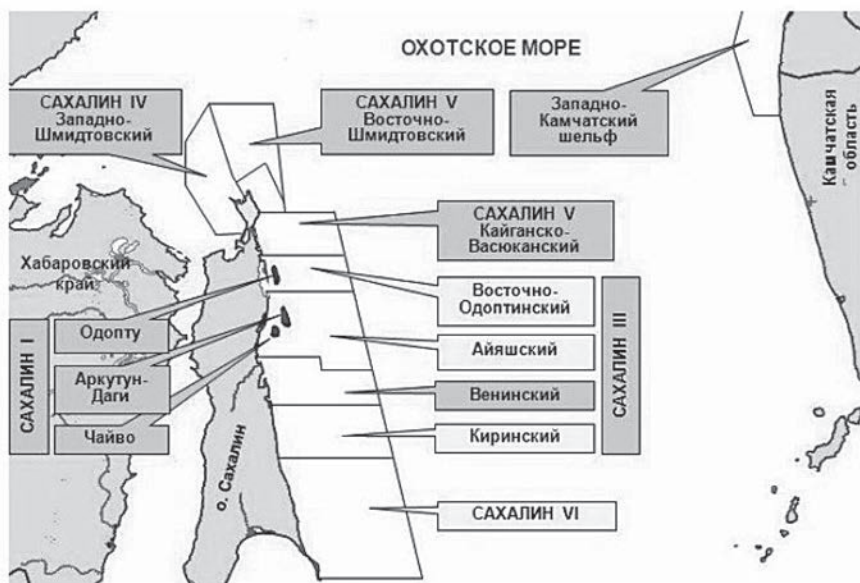 ОХОТСКОЕ МОРЕ
САХАЛИН IV
Западно-
Шмидтовский
САХАЛИН V
Восточно-
Шмидтовский
Западно-
Камчатский
шельф
Камчатская
область
САХАЛИН V
Кайганско-
Васюканский
Хабаровский
край
Восточно-
Одоптинский
САХАЛИН I
Одопту
Айяшский
САХАЛИН III
Аркутун-
Даги
Венинский
Чайво
Киринский
о. Сахалин
САХАЛИН VI